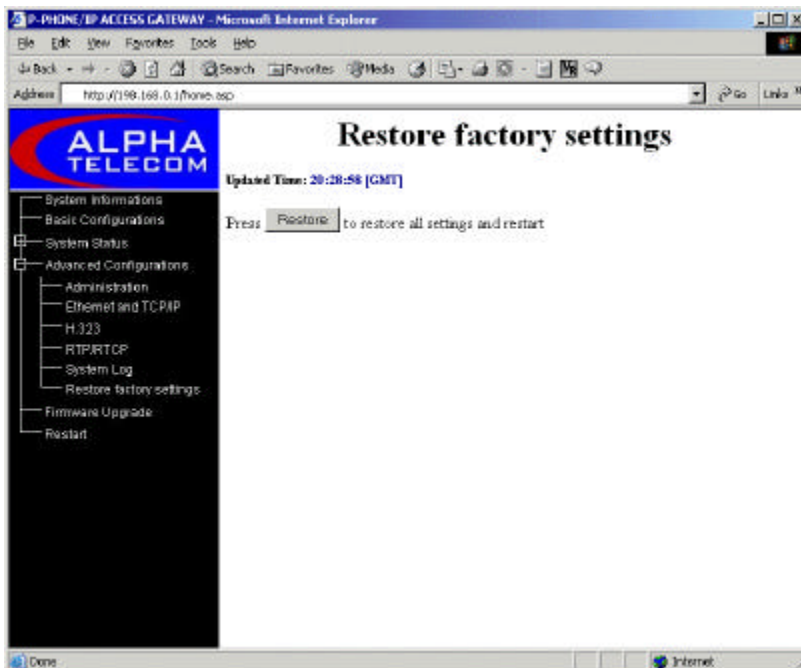 P-PHONE/IP ACCESS GATEWAY - Microsoft Internet Explorer
File Edit View Favorites Tools Help
Back Search Favorites Media
Address http://198.168.0.1/home.asp Go Links
ALPHA
TELECOM
System Informations
Basic Configurations
System Status
Advanced Configurations
Administration
Ethernet and TCP/IP
H.323
RTP/RTCP
System Log
Restore factory settings
Firmware Upgrade
Restart
Restore factory settings
Updated Time: 20:28:58 [GMT]
Press Restore to restore all settings and restart
Done Internet